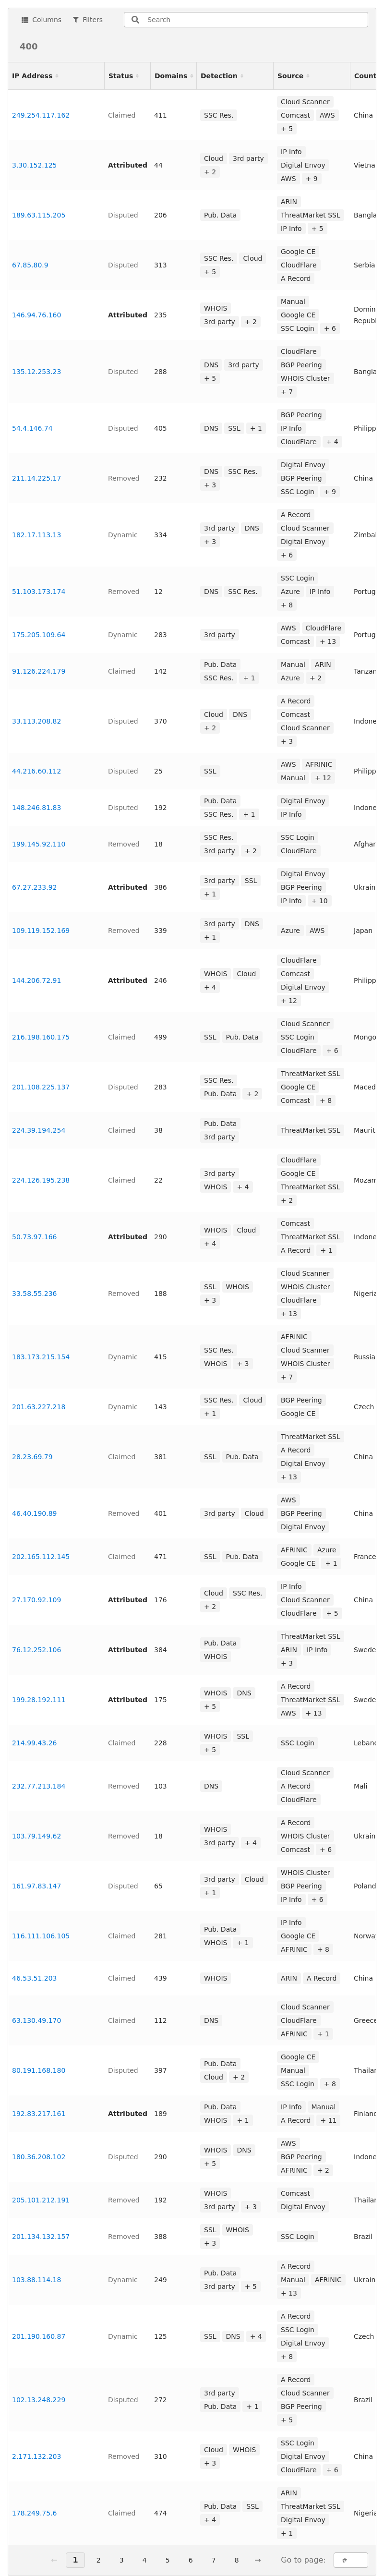 Columns Filters Search
400
IP Address Status Domains Detection Source Count
249.254.117.162 Claimed 411 SSC Res. Cloud Scanner Comcast AWS + 5 China
3.30.152.125 Attributed 44 Cloud 3rd party + 2 IP Info Digital Envoy AWS + 9 Vietna
189.63.115.205 Disputed 206 Pub. Data ARIN ThreatMarket SSL IP Info + 5 Bangla
67.85.80.9 Disputed 313 SSC Res. Cloud + 5 Google CE CloudFlare A Record Serbia
146.94.76.160 Attributed 235 WHOIS 3rd party + 2 Manual Google CE SSC Login + 6 Domin Republ
135.12.253.23 Disputed 288 DNS 3rd party + 5 CloudFlare BGP Peering WHOIS Cluster + 7 Bangla
54.4.146.74 Disputed 405 DNS SSL + 1 BGP Peering IP Info CloudFlare + 4 Philipp
211.14.225.17 Removed 232 DNS SSC Res. + 3 Digital Envoy BGP Peering SSC Login + 9 China
182.17.113.13 Dynamic 334 3rd party DNS + 3 A Record Cloud Scanner Digital Envoy + 6 Zimba
51.103.173.174 Removed 12 DNS SSC Res. SSC Login Azure IP Info + 8 Portug
175.205.109.64 Dynamic 283 3rd party AWS CloudFlare Comcast + 13 Portug
91.126.224.179 Claimed 142 Pub. Data SSC Res. + 1 Manual ARIN Azure + 2 Tanzan
33.113.208.82 Disputed 370 Cloud DNS + 2 A Record Comcast Cloud Scanner + 3 Indone
44.216.60.112 Disputed 25 SSL AWS AFRINIC Manual + 12 Philipp
148.246.81.83 Disputed 192 Pub. Data SSC Res. + 1 Digital Envoy IP Info Indone
199.145.92.110 Removed 18 SSC Res. 3rd party + 2 SSC Login CloudFlare Afghar
67.27.233.92 Attributed 386 3rd party SSL + 1 Digital Envoy BGP Peering IP Info + 10 Ukrain
109.119.152.169 Removed 339 3rd party DNS + 1 Azure AWS Japan
144.206.72.91 Attributed 246 WHOIS Cloud + 4 CloudFlare Comcast Digital Envoy + 12 Philipp
216.198.160.175 Claimed 499 SSL Pub. Data Cloud Scanner SSC Login CloudFlare + 6 Mongo
201.108.225.137 Disputed 283 SSC Res. Pub. Data + 2 ThreatMarket SSL Google CE Comcast + 8 Maced
224.39.194.254 Claimed 38 Pub. Data 3rd party ThreatMarket SSL Maurit
224.126.195.238 Claimed 22 3rd party WHOIS + 4 CloudFlare Google CE ThreatMarket SSL + 2 Mozam
50.73.97.166 Attributed 290 WHOIS Cloud + 4 Comcast ThreatMarket SSL A Record + 1 Indone
33.58.55.236 Removed 188 SSL WHOIS + 3 Cloud Scanner WHOIS Cluster CloudFlare + 13 Nigeria
183.173.215.154 Dynamic 415 SSC Res. WHOIS + 3 AFRINIC Cloud Scanner WHOIS Cluster + 7 Russia
201.63.227.218 Dynamic 143 SSC Res. Cloud + 1 BGP Peering Google CE Czech
28.23.69.79 Claimed 381 SSL Pub. Data ThreatMarket SSL A Record Digital Envoy + 13 China
46.40.190.89 Removed 401 3rd party Cloud AWS BGP Peering Digital Envoy China
202.165.112.145 Claimed 471 SSL Pub. Data AFRINIC Azure Google CE + 1 France
27.170.92.109 Attributed 176 Cloud SSC Res. + 2 IP Info Cloud Scanner CloudFlare + 5 China
76.12.252.106 Attributed 384 Pub. Data WHOIS ThreatMarket SSL ARIN IP Info + 3 Swede
199.28.192.111 Attributed 175 WHOIS DNS + 5 A Record ThreatMarket SSL AWS + 13 Swede
214.99.43.26 Claimed 228 WHOIS SSL + 5 SSC Login Leband
232.77.213.184 Removed 103 DNS Cloud Scanner A Record CloudFlare Mali
103.79.149.62 Removed 18 WHOIS 3rd party + 4 A Record WHOIS Cluster Comcast + 6 Ukrain
161.97.83.147 Disputed 65 3rd party Cloud + 1 WHOIS Cluster BGP Peering IP Info + 6 Poland
116.111.106.105 Claimed 281 Pub. Data WHOIS + 1 IP Info Google CE AFRINIC + 8 Norwa
46.53.51.203 Claimed 439 WHOIS ARIN A Record China
63.130.49.170 Claimed 112 DNS Cloud Scanner CloudFlare AFRINIC + 1 Greece
80.191.168.180 Disputed 397 Pub. Data Cloud + 2 Google CE Manual SSC Login + 8 Thailar
192.83.217.161 Attributed 189 Pub. Data WHOIS + 1 IP Info Manual A Record + 11 Finland
180.36.208.102 Disputed 290 WHOIS DNS + 5 AWS BGP Peering AFRINIC + 2 Indone
205.101.212.191 Removed 192 WHOIS 3rd party + 3 Comcast Digital Envoy Thailar
201.134.132.157 Removed 388 SSL WHOIS + 3 SSC Login Brazil
103.88.114.18 Dynamic 249 Pub. Data 3rd party + 5 A Record Manual AFRINIC + 13 Ukrain
201.190.160.87 Dynamic 125 SSL DNS + 4 A Record SSC Login Digital Envoy + 8 Czech
102.13.248.229 Disputed 272 3rd party Pub. Data + 1 A Record Cloud Scanner BGP Peering + 5 Brazil
2.171.132.203 Removed 310 Cloud WHOIS + 3 SSC Login Digital Envoy CloudFlare + 6 China
178.249.75.6 Claimed 474 Pub. Data SSL + 4 ARIN ThreatMarket SSL Digital Envoy + 1 Nigeria
← 1 2 3 4 5 6 7 8 → Go to page: #